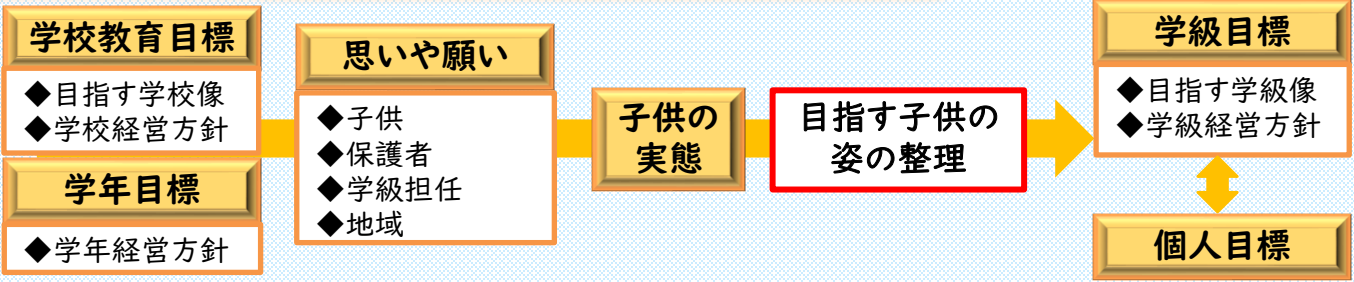 学校教育目標
◆目指す学校像
◆学校経営方針
学年目標
◆学年経営方針
思いや願い
◆子供
◆保護者
◆学級担任
◆地域
子供の
実態
目指す子供の
姿の整理
学級目標
◆目指す学級像
◆学級経営方針
個人目標